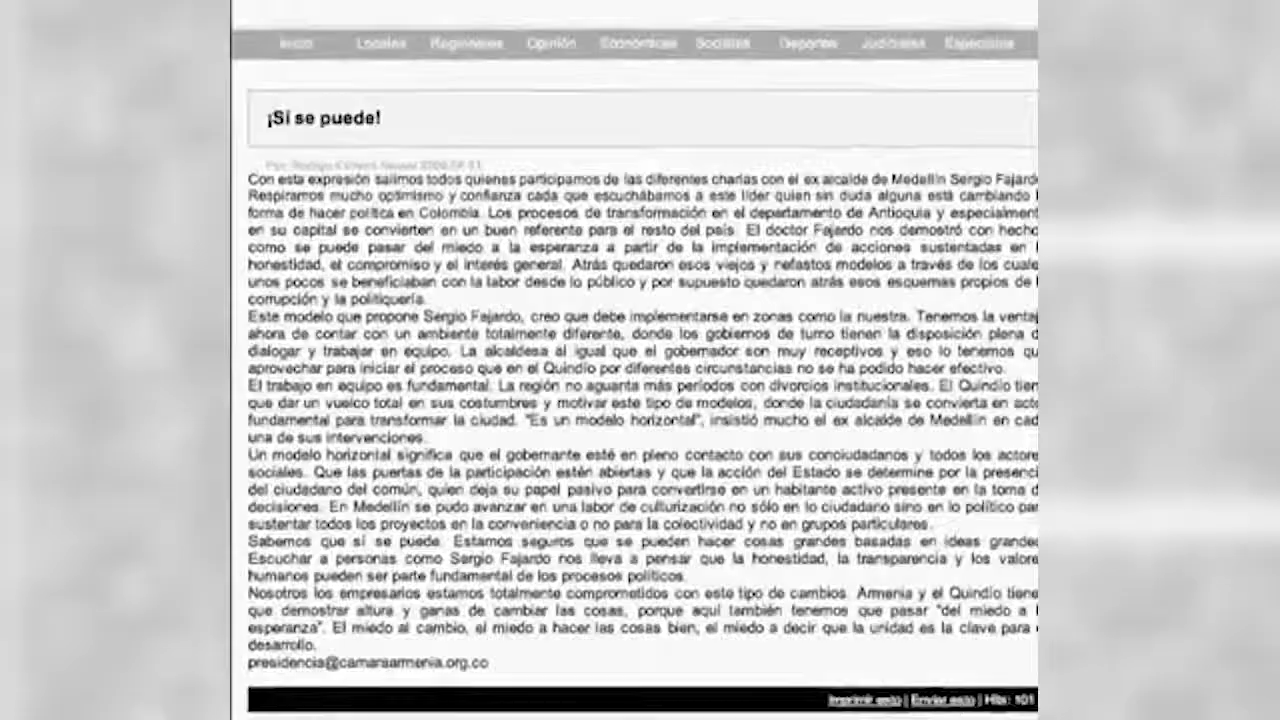 Inicio Locales Regionales Opinión Económicas Sociales Deportes Judiciales Especiales
¡Sí se puede!
Por: Rodrigo
Con esta expresión salimos todos quienes participamos de las diferentes charlas con el ex alcalde de Medellín Sergio Fajardo
Respiramos mucho optimismo y confianza cada que escuchábamos a este líder quien sin duda alguna está cambiando l
forma de hacer política en Colombia. Los procesos de transformación en el departamento de Antioquia y especialment
en su capital se convierten en un buen referente para el resto del país. El doctor Fajardo nos demostró con hecho
como se puede pasar del miedo a la esperanza a partir de la implementación de acciones sustentadas en l
honestidad, el compromiso y el interés general. Atrás quedaron esos viejos y nefastos modelos a través de los cuale
unos pocos se beneficiaban con la labor desde lo público y por supuesto quedaron atrás esos esquemas propios de l
corrupción y la politiquería.
Este modelo que propone Sergio Fajardo, creo que debe implementarse en zonas como la nuestra. Tenemos la ventaj
ahora de contar con un ambiente totalmente diferente, donde los gobiernos de turno tienen la disposición plena d
dialogar y trabajar en equipo. La alcaldesa al igual que el gobernador son muy receptivos y eso lo tenemos qu
aprovechar para iniciar el proceso que en el Quindío por diferentes circunstancias no se ha podido hacer efectivo.
El trabajo en equipo es fundamental. La región no aguanta más periodos con divorcios institucionales. El Quindío tien
que dar un vuelco total en sus costumbres y motivar este tipo de modelos, donde la ciudadanía se convierta en acto
fundamental para transformar la ciudad. "Es un modelo horizontal", insistió mucho el ex alcalde de Medellín en cad
una de sus intervenciones.
Un modelo horizontal significa que el gobernante esté en pleno contacto con sus conciudadanos y todos los actore
sociales. Que las puertas de la participación estén abiertas y que la acción del Estado se determine por la presenci
del ciudadano del común, quien deja su papel pasivo para convertirse en un habitante activo presente en la toma d
decisiones. En Medellín se pudo avanzar en una labor de culturización no sólo en lo ciudadano sino en lo político par
sustentar todos los proyectos en la conveniencia o no para la colectividad y no en grupos particulares.
Sabemos que sí se puede. Estamos seguros que se pueden hacer cosas grandes basadas en ideas grandes
Escuchar a personas como Sergio Fajardo nos lleva a pensar que la honestidad, la transparencia y los valore
humanos pueden ser parte fundamental de los procesos políticos.
Nosotros los empresarios estamos totalmente comprometidos con este tipo de cambios. Armenia y el Quindío tiene
que demostrar altura y ganas de cambiar las cosas, porque aquí también tenemos que pasar "del miedo a l
esperanza". El miedo al cambio, el miedo a hacer las cosas bien, el miedo a decir que la unidad es la clave para
desarrollo.
presidencia@camaraarmenia.org.co
Imprimir esto | Enviar esto | Hits: 101